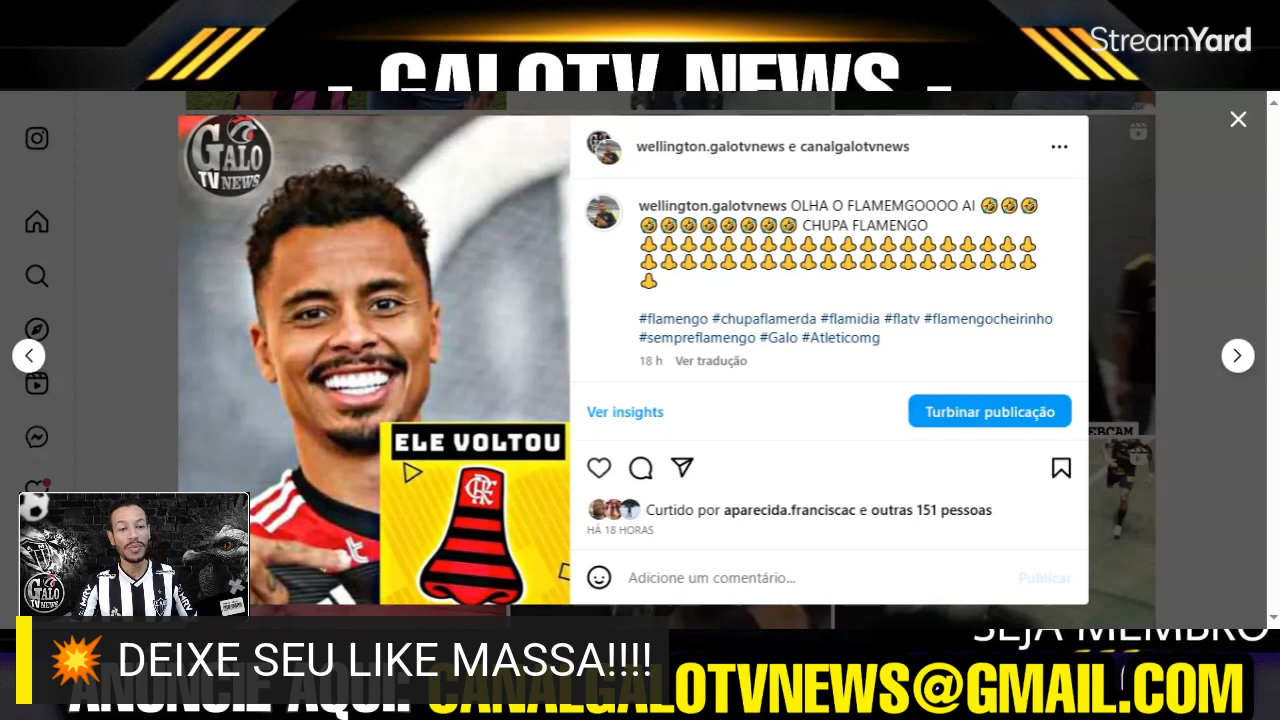 StreamYard
- GALOTV NEWS -
GALO
TV NEWS
wellington.galotvnews e canalgalotvnews
wellington.galotvnews OLHA O FLAMEMGOOOO AI 🤣🤣🤣
🤣🤣🤣🤣🤣🤣🤣🤣 CHUPA FLAMENGO
👃👃👃👃👃👃👃👃👃👃👃👃👃👃👃👃👃👃👃👃
👃👃👃👃👃👃👃👃👃👃👃👃👃👃👃👃👃👃👃👃
👃
#flamengo #chupaflamerda #flamidia #flatv #flamengocheirinho
#sempreflamengo #Galo #Atleticomg
18 h Ver tradução
Ver insights
Turbinar publicação
ELE VOLTOU
Curtido por aparecida.franciscac e outras 151 pessoas
HÁ 18 HORAS
Adicione um comentário...
Publicar
GALO
TV NEWS
SEJA MEMBRO
💥 DEIXE SEU LIKE MASSA!!!!
ANUNCIE AQUI: CANALGALOTVNEWS@GMAIL.COM